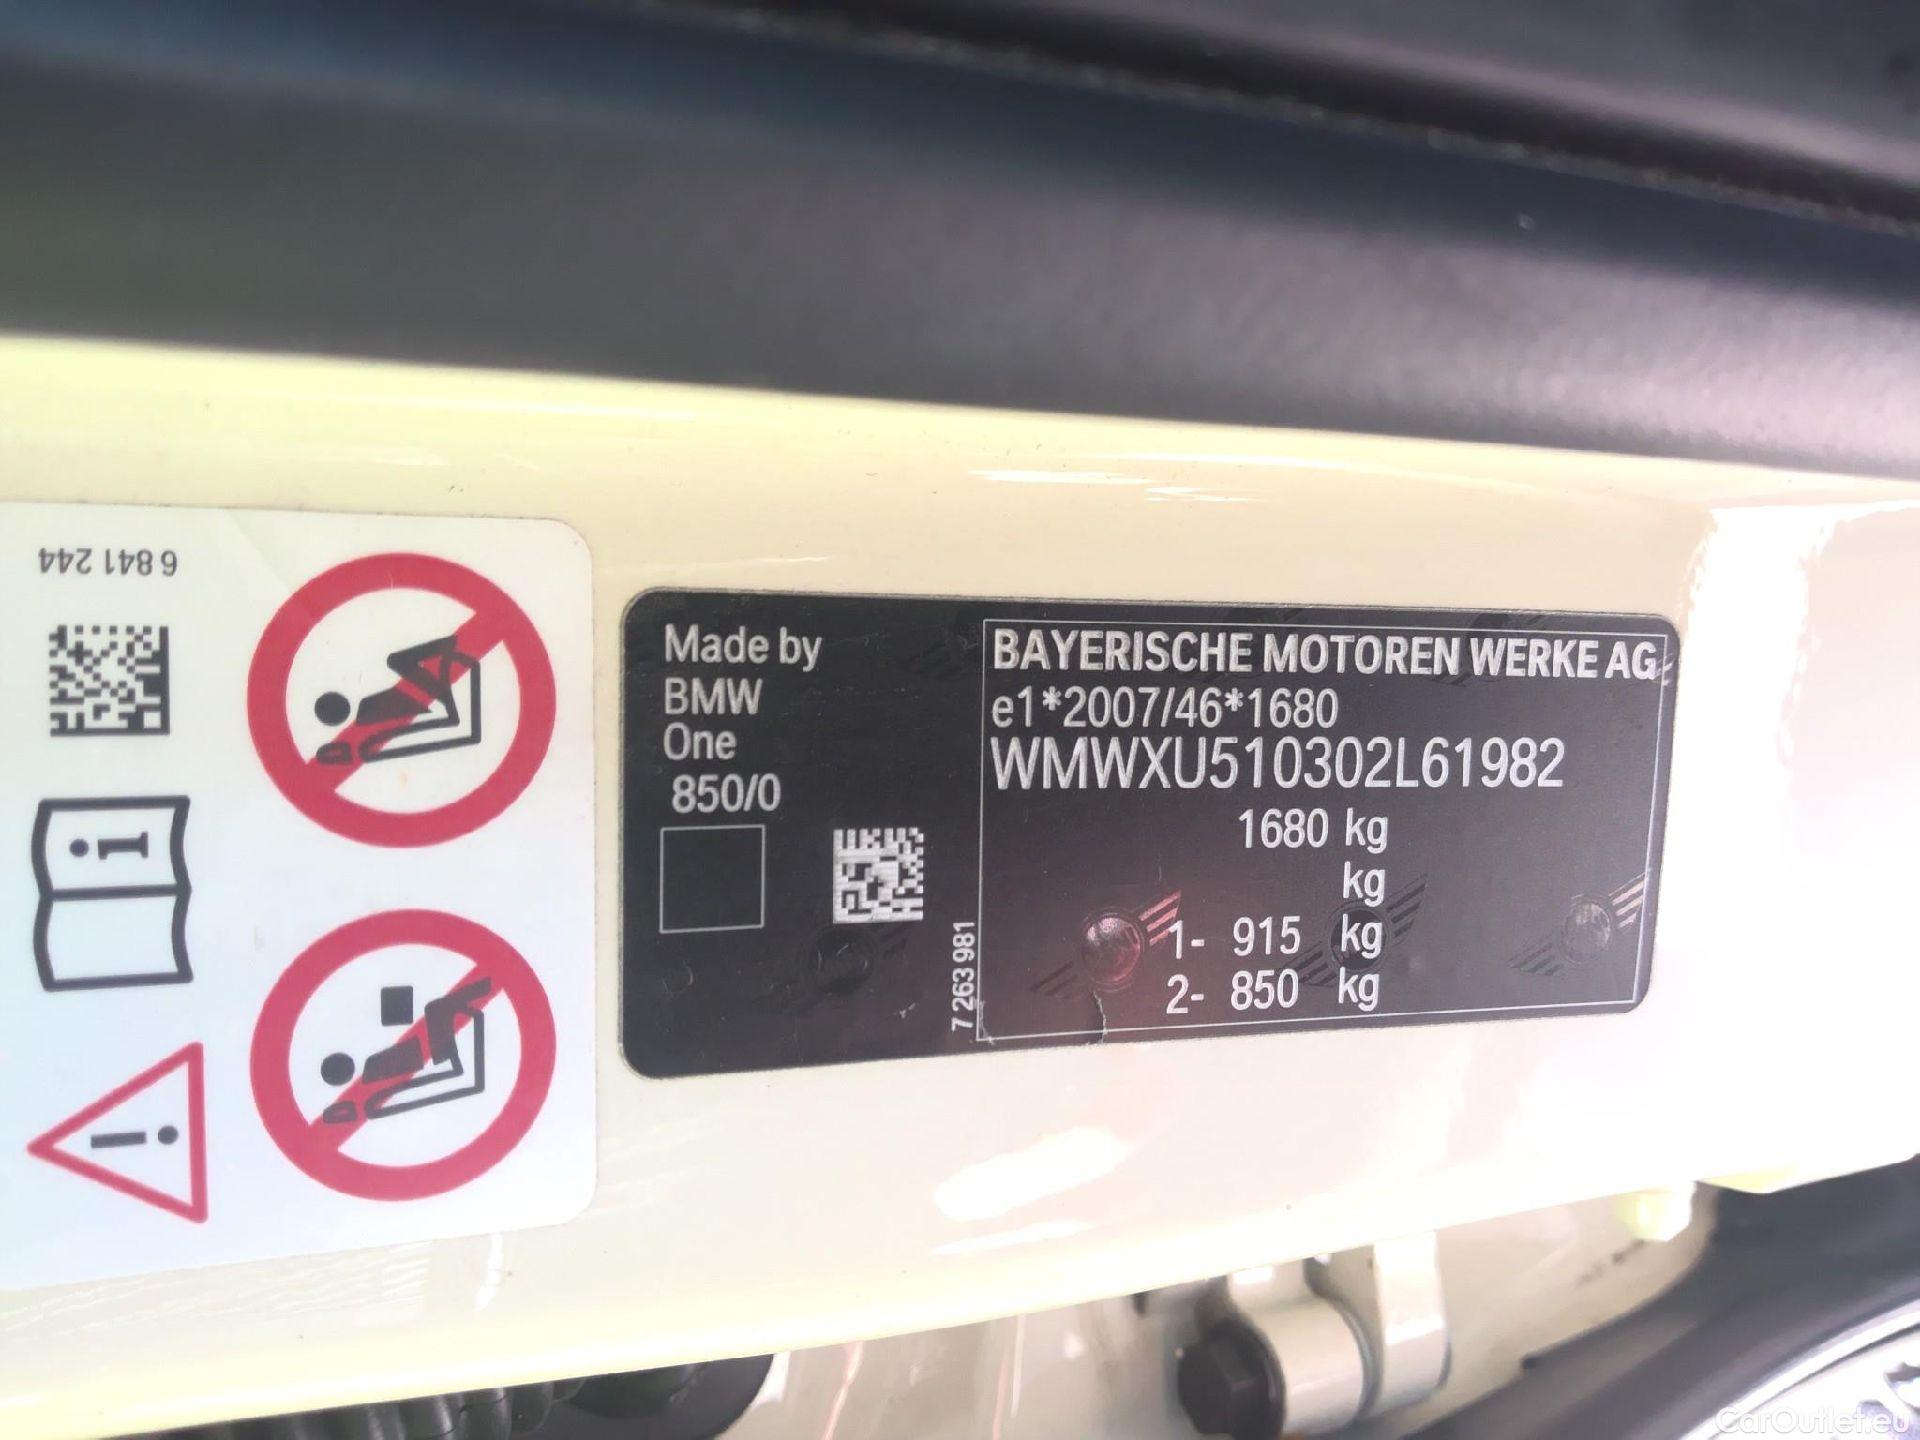 6 841 244
Made by
BMW
One
850/0
7 263 981
BAYERISCHE MOTOREN WERKE AG
e1*2007/46*1680
WMWXU510302L61982
1680 kg
kg
1- 915 kg
2- 850 kg
CarOutlet.eu